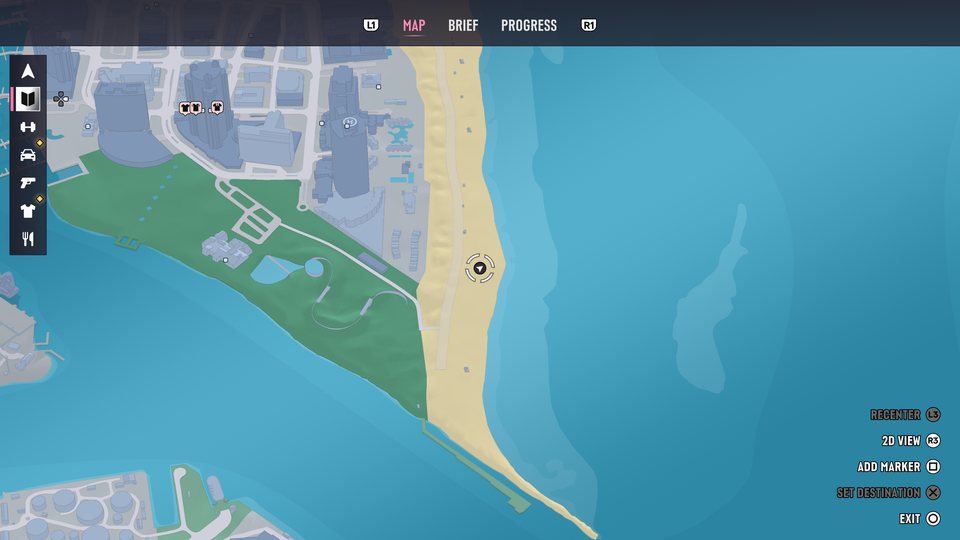 L1 MAP BRIEF PROGRESS R1
RECENTER L3
2D VIEW R3
ADD MARKER
SET DESTINATION
EXIT